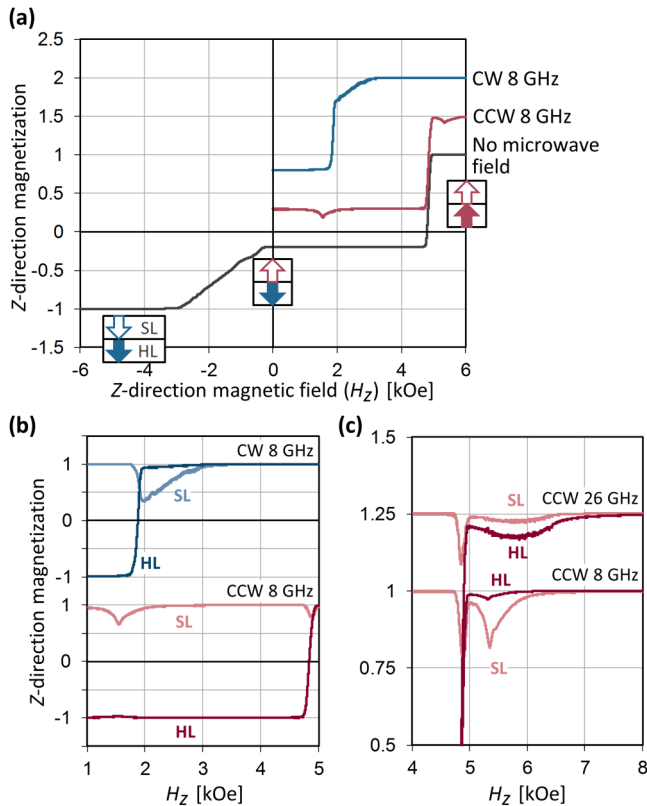 (a)
Z-direction magnetization
2.5
2
1.5
1
0.5
0
-0.5
-1
-1.5
CW 8 GHz
CCW 8 GHz
No microwave
field
SL
HL
-6 -4 -2 0 2 4 6
Z-direction magnetic field (HZ) [kOe]
(b)
Z-direction magnetization
1
0
-1
1
0
-1
CW 8 GHz
SL
HL
CCW 8 GHz
SL
HL
1 2 3 4 5
HZ [kOe]
(c)
1.5
1.25
1
0.75
0.5
SL
CCW 26 GHz
HL
HL
CCW 8 GHz
SL
4 5 6 7 8
HZ [kOe]